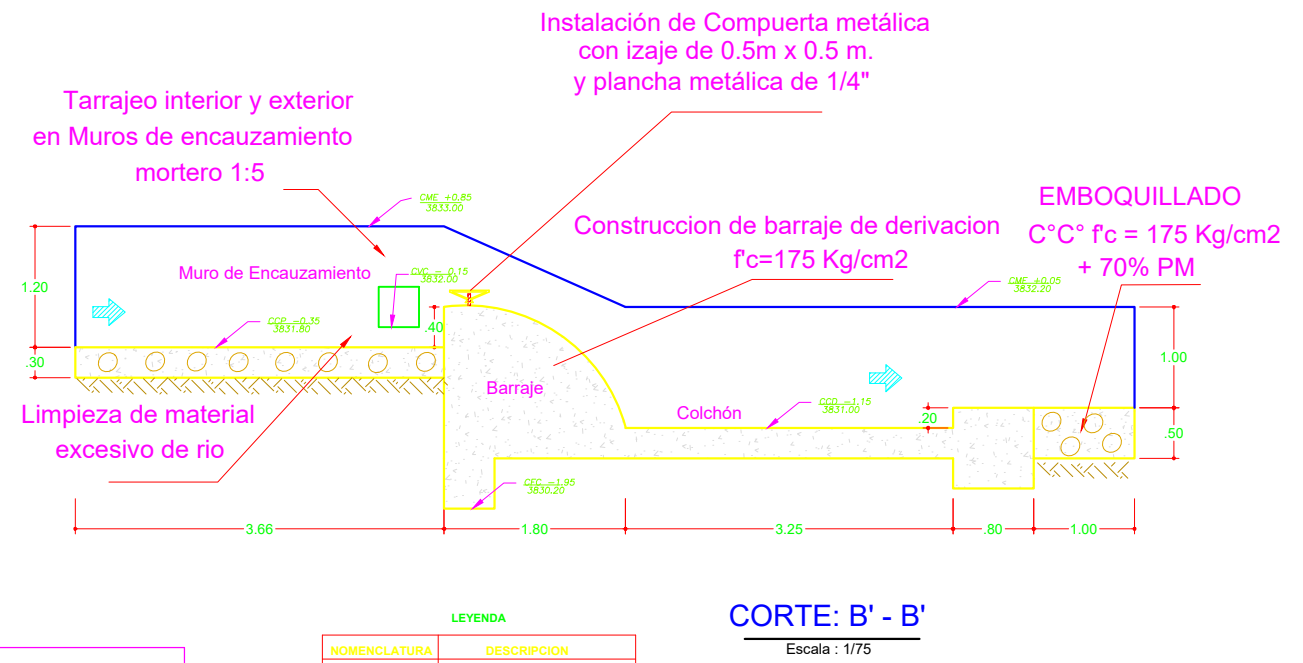 Instalación de Compuerta metálica
con izaje de 0.5m x 0.5 m.
y plancha metálica de 1/4"
Tarrajeo interior y exterior
en Muros de encauzamiento
mortero 1:5
EMBOQUILLADO
C°C° f'c = 175 Kg/cm2
+ 70% PM
Construccion de barraje de derivacion
f'c=175 Kg/cm2
CME +0.85
3833.00
Muro de Encauzamiento
CVC - 0.15
3832.00
CME +0.05
3832.20
1.20
CCP -0.35
3831.80
.40
.30
1.00
Barraje
Colchón
CCD -1.15
3831.00
.20
.50
Limpieza de material
excesivo de rio
CFC -1.95
3830.20
3.66
1.80
3.25
.80
1.00
LEYENDA
NOMENCLATURA
DESCRIPCION
CORTE: B' - B'
Escala : 1/75